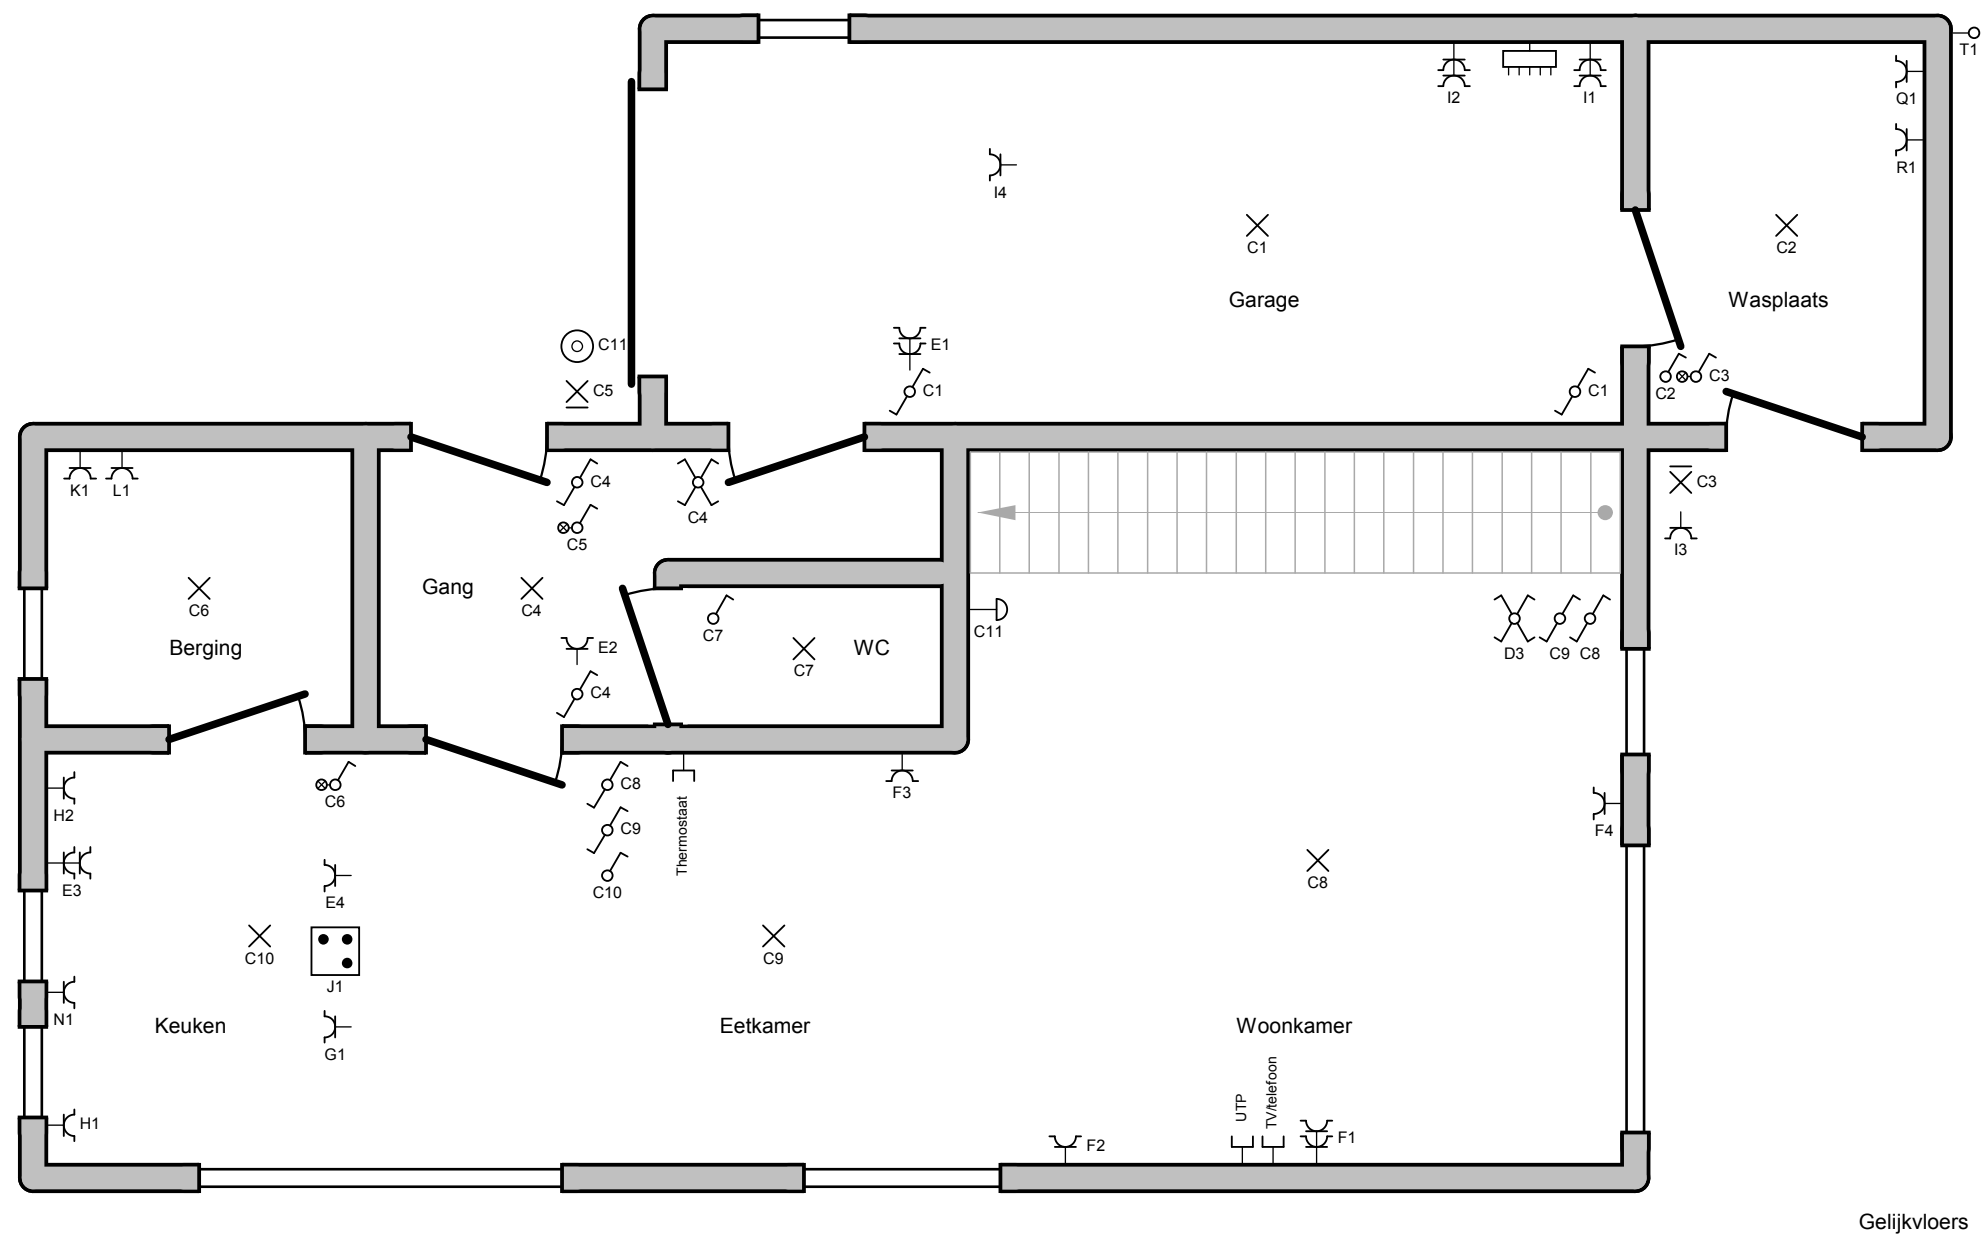 T1
Q1
I2
I1
R1
I4
C1
C2
Garage
Wasplaats
C11
E1
C5
C1
C1
C2
C3
K1
L1
C4
C4
C3
C5
I3
Gang
C6
C4
C7
C11
Berging
E2
C7
WC
D3
C9
C8
C4
C8
C6
F3
H2
C9
Thermostaat
F4
E3
C10
E4
C8
C10
C9
J1
N1
Keuken
Eetkamer
Woonkamer
G1
UTP
TV/telefoon
H1
F2
F1
Gelijkvloers